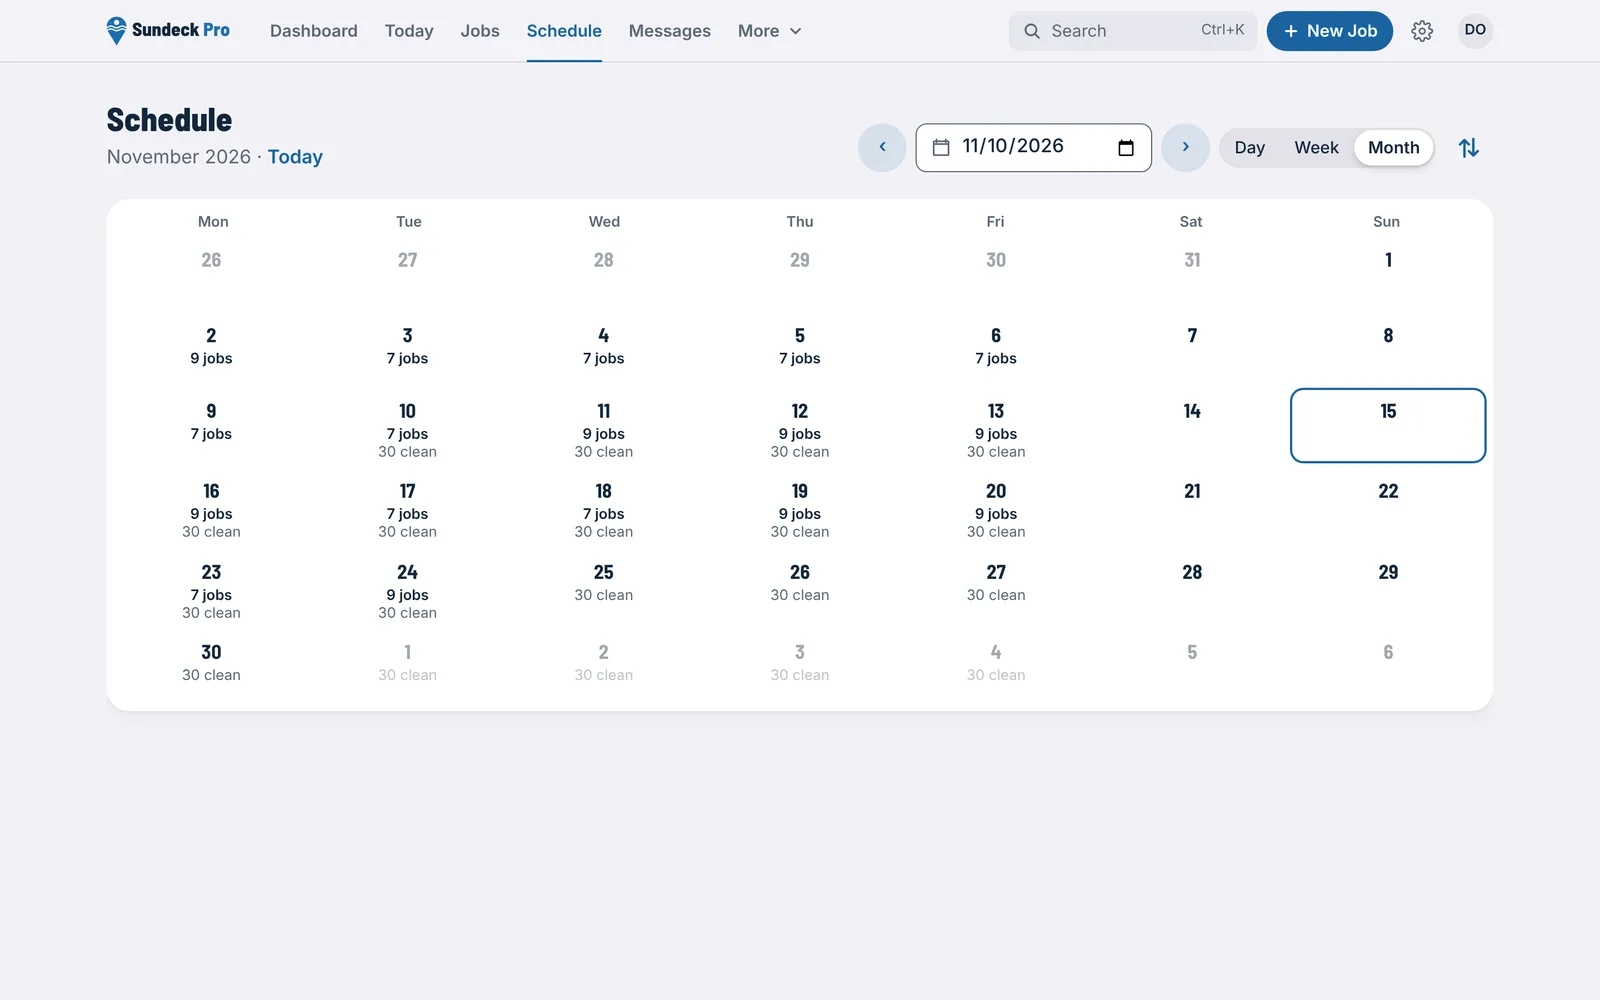 Sundeck Pro Dashboard Today Jobs Schedule Messages More Search Ctrl+K + New Job DO
Schedule
November 2026 · Today
11/10/2026
Day Week Month
Mon Tue Wed Thu Fri Sat Sun
26 27 28 29 30 31 1
2 3 4 5 6 7 8
9 jobs 7 jobs 7 jobs 7 jobs 7 jobs
9 10 11 12 13 14 15
7 jobs 7 jobs 9 jobs 9 jobs 9 jobs
30 clean 30 clean 30 clean 30 clean
16 17 18 19 20 21 22
9 jobs 7 jobs 7 jobs 9 jobs 9 jobs
30 clean 30 clean 30 clean 30 clean 30 clean
23 24 25 26 27 28 29
7 jobs 9 jobs 30 clean 30 clean 30 clean
30 clean 30 clean
30 1 2 3 4 5 6
30 clean 30 clean 30 clean 30 clean 30 clean